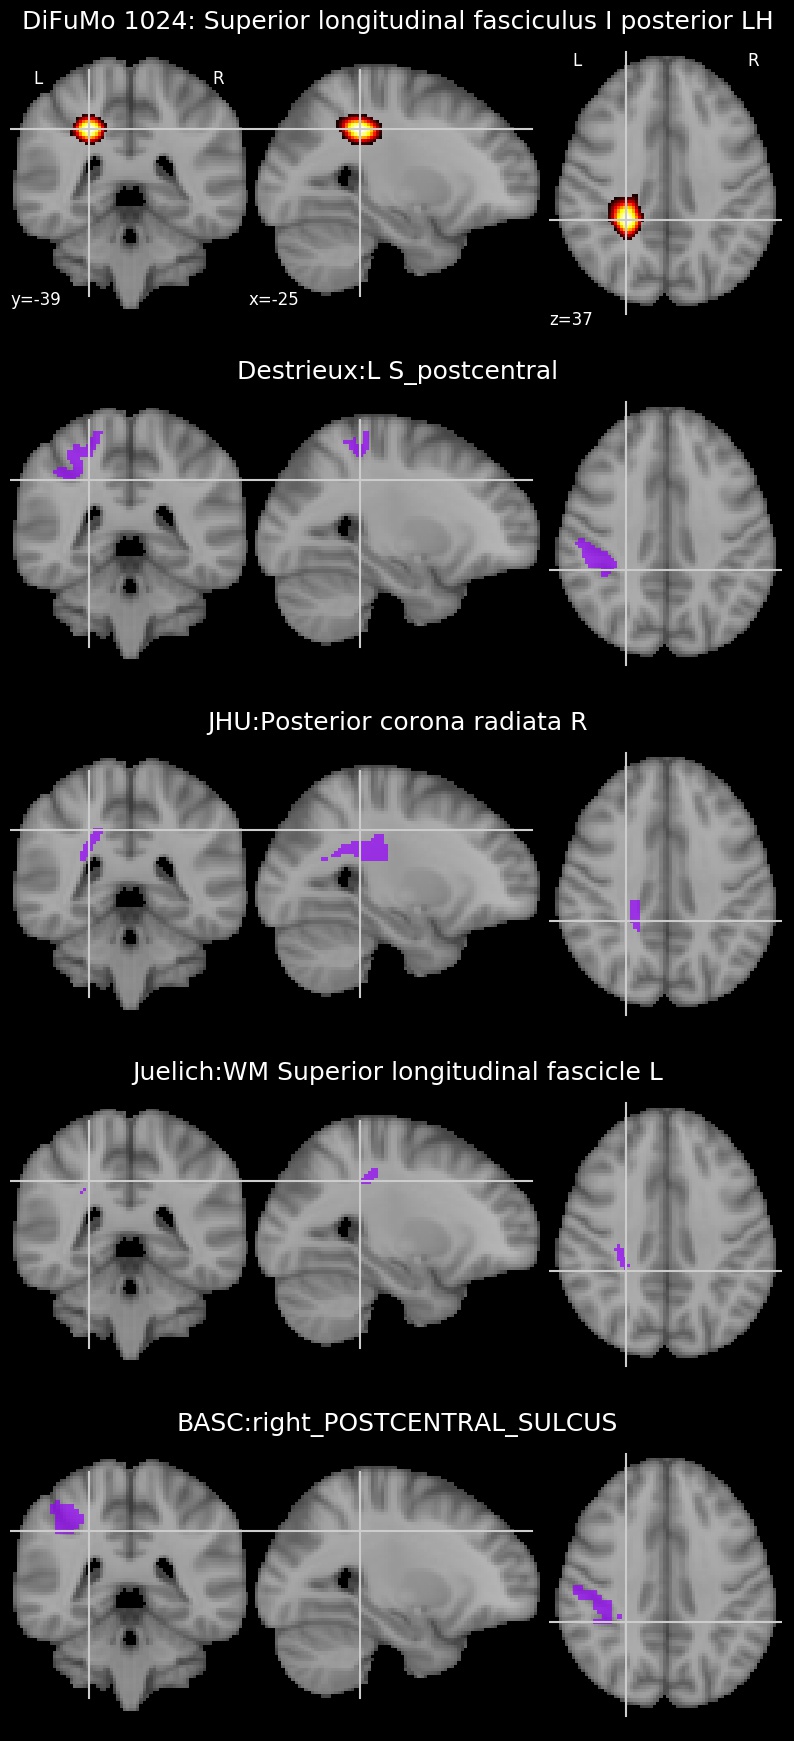 DiFuMo 1024: Superior longitudinal fasciculus I posterior LH
L R L R
y=-39 x=-25 z=37
Destrieux:L S_postcentral
JHU:Posterior corona radiata R
Juelich:WM Superior longitudinal fascicle L
BASC:right_POSTCENTRAL_SULCUS